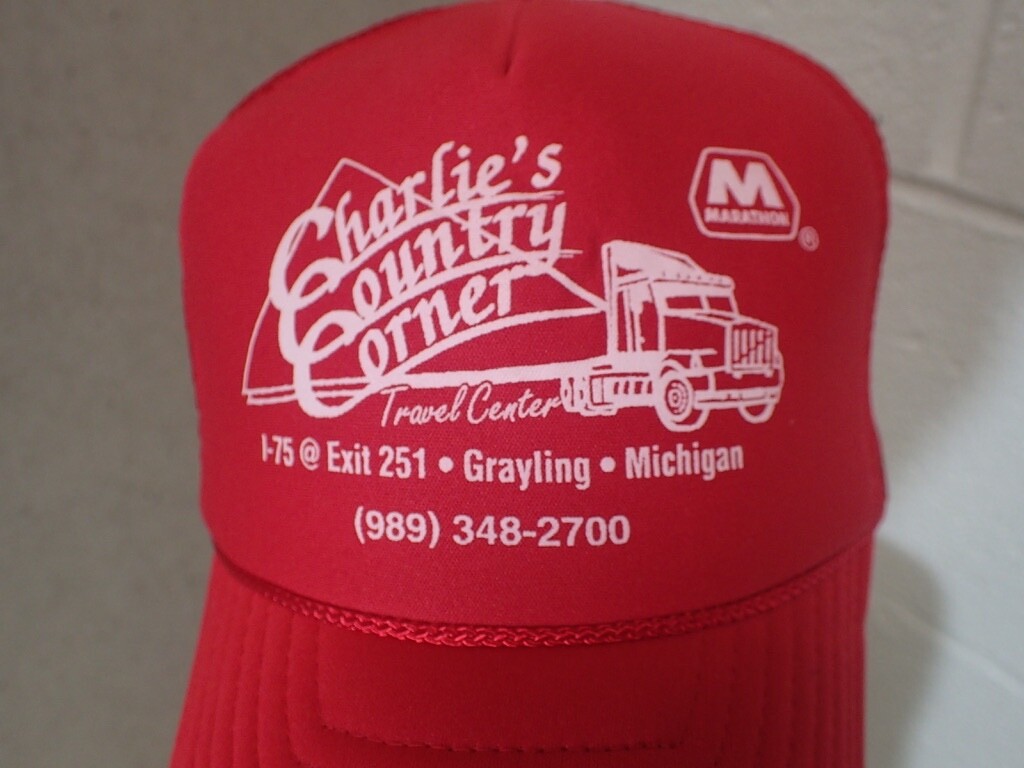 Charlie's
Country
Corner
Travel Center
M
MARATHON
®
I-75 @ Exit 251 • Grayling • Michigan
(989) 348-2700